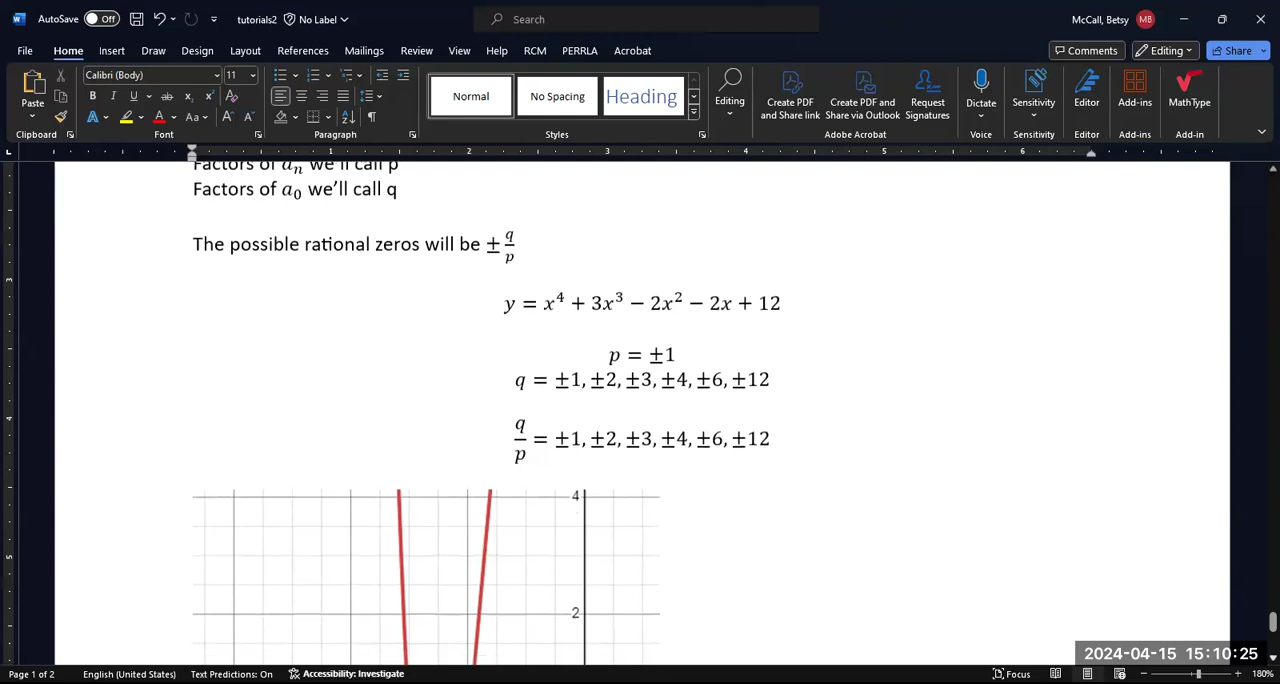 AutoSave Off tutorials2 No Label Search McCall, Betsy MB
File Home Insert Draw Design Layout References Mailings Review View Help RCM PERRLA Acrobat Comments Editing Share
Paste Calibri (Body) 11 Normal No Spacing Heading Editing Create PDF and Share link Create PDF and Share via Outlook Request Signatures Dictate Sensitivity Editor Add-ins MathType
Clipboard Font Paragraph Styles Adobe Acrobat Voice Sensitivity Editor Add-ins Add-in
1 2 3 4 5 6
Factors of aₙ we'll call p
Factors of a₀ we'll call q
The possible rational zeros will be ± q/p
y = x⁴ + 3x³ − 2x² − 2x + 12
p = ±1
q = ±1, ±2, ±3, ±4, ±6, ±12
q/p = ±1, ±2, ±3, ±4, ±6, ±12
4
2
2024-04-15 15:10:25
Page 1 of 2 English (United States) Text Predictions: On Accessibility: Investigate Focus 180%